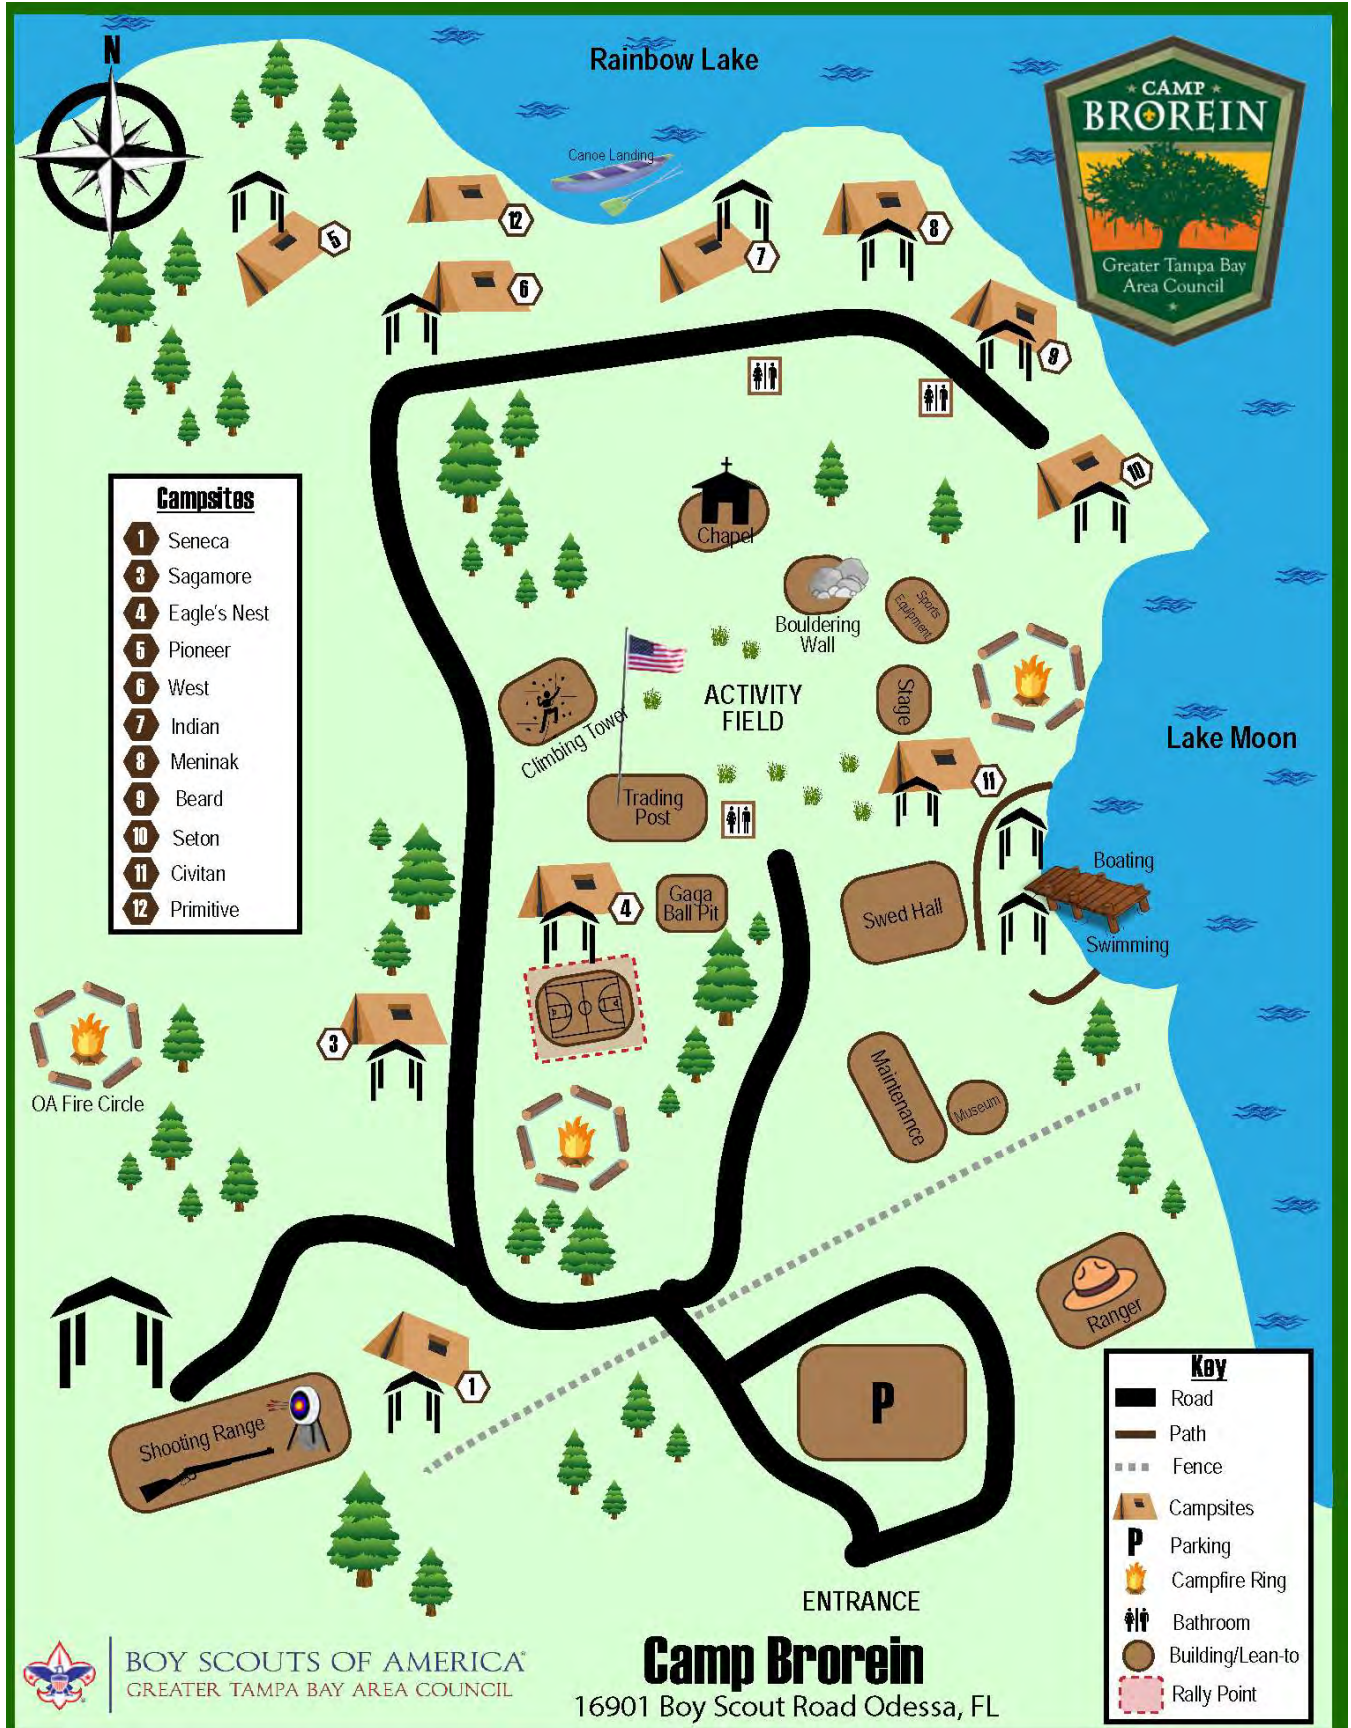 N
Rainbow Lake
CAMP
BROREIN
Greater Tampa Bay
Area Council
Canoe Landing
5
12
6
7
8
9
10
Campsites
1 Seneca
3 Sagamore
4 Eagle's Nest
5 Pioneer
6 West
7 Indian
8 Meninak
9 Beard
10 Seton
11 Civitan
12 Primitive
Chapel
Bouldering
Wall
Sports
Equipment
Climbing Tower
ACTIVITY
FIELD
Stage
Lake Moon
Trading
Post
11
4
Gaga
Ball Pit
Swed Hall
Boating
Swimming
3
OA Fire Circle
Maintenance
Museum
Ranger
1
Shooting Range
P
ENTRANCE
Key
Road
Path
Fence
Campsites
P Parking
Campfire Ring
Bathroom
Building/Lean-to
Rally Point
BOY SCOUTS OF AMERICA®
GREATER TAMPA BAY AREA COUNCIL
Camp Brorein
16901 Boy Scout Road Odessa, FL